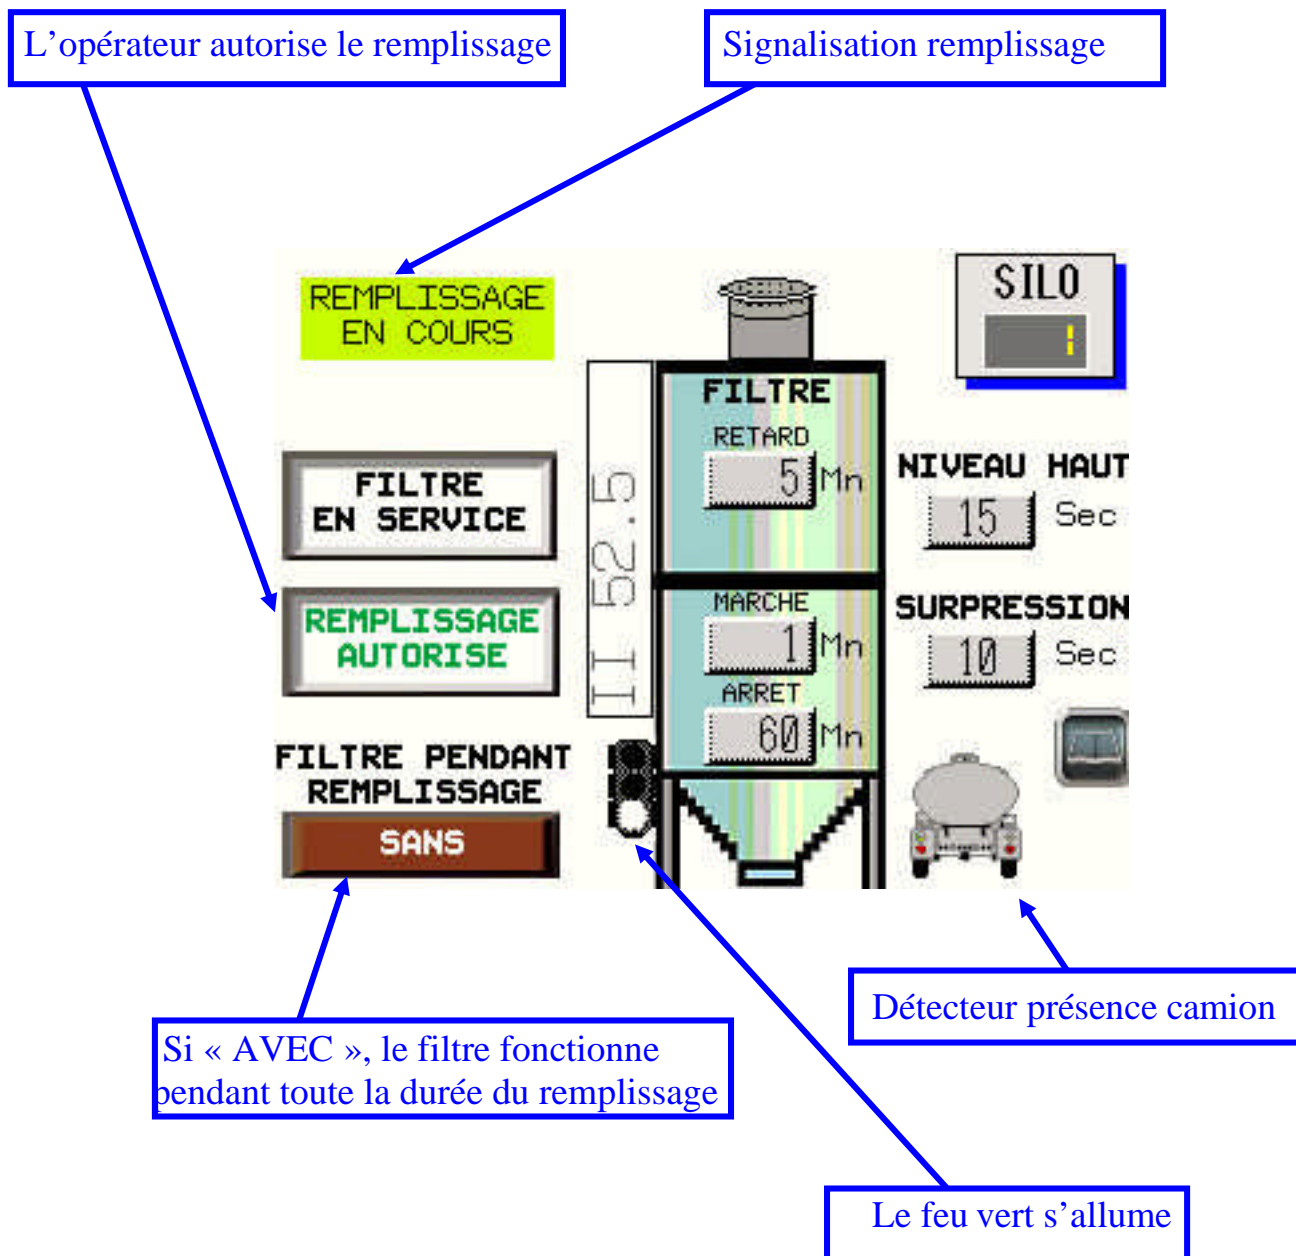 L’opérateur autorise le remplissage
Signalisation remplissage
REMPLISSAGE
EN COURS
SILO
1
FILTRE
RETARD
5 Mn
NIVEAU HAUT
15 Sec
FILTRE
EN SERVICE
II 52.5
REMPLISSAGE
AUTORISE
MARCHE
1 Mn
ARRET
60 Mn
SURPRESSION
10 Sec
FILTRE PENDANT
REMPLISSAGE
SANS
Détecteur présence camion
Si « AVEC », le filtre fonctionne
pendant toute la durée du remplissage
Le feu vert s’allume